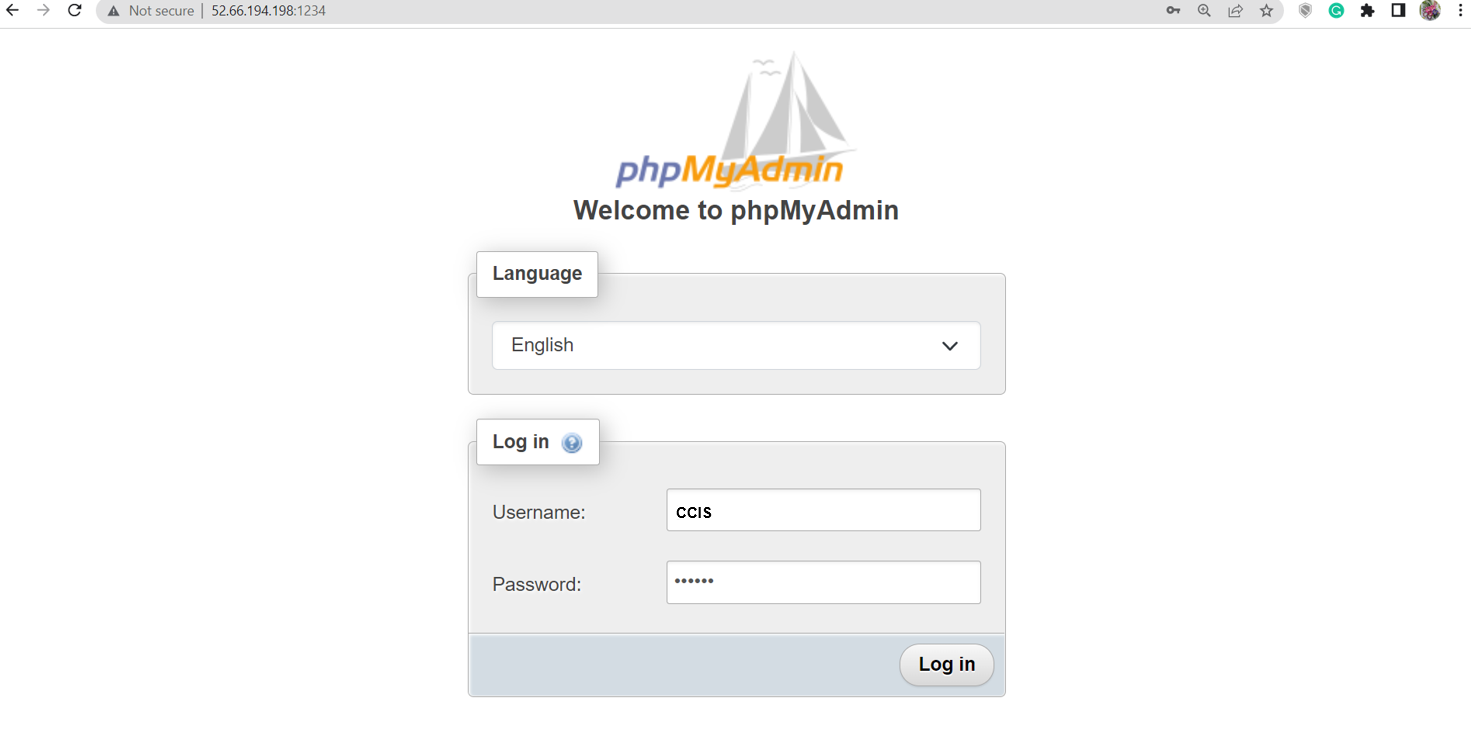 Not secure | 52.66.194.198:1234
phpMyAdmin
Welcome to phpMyAdmin
Language
English
Log in
Username: CCIS
Password: ••••••
Log in